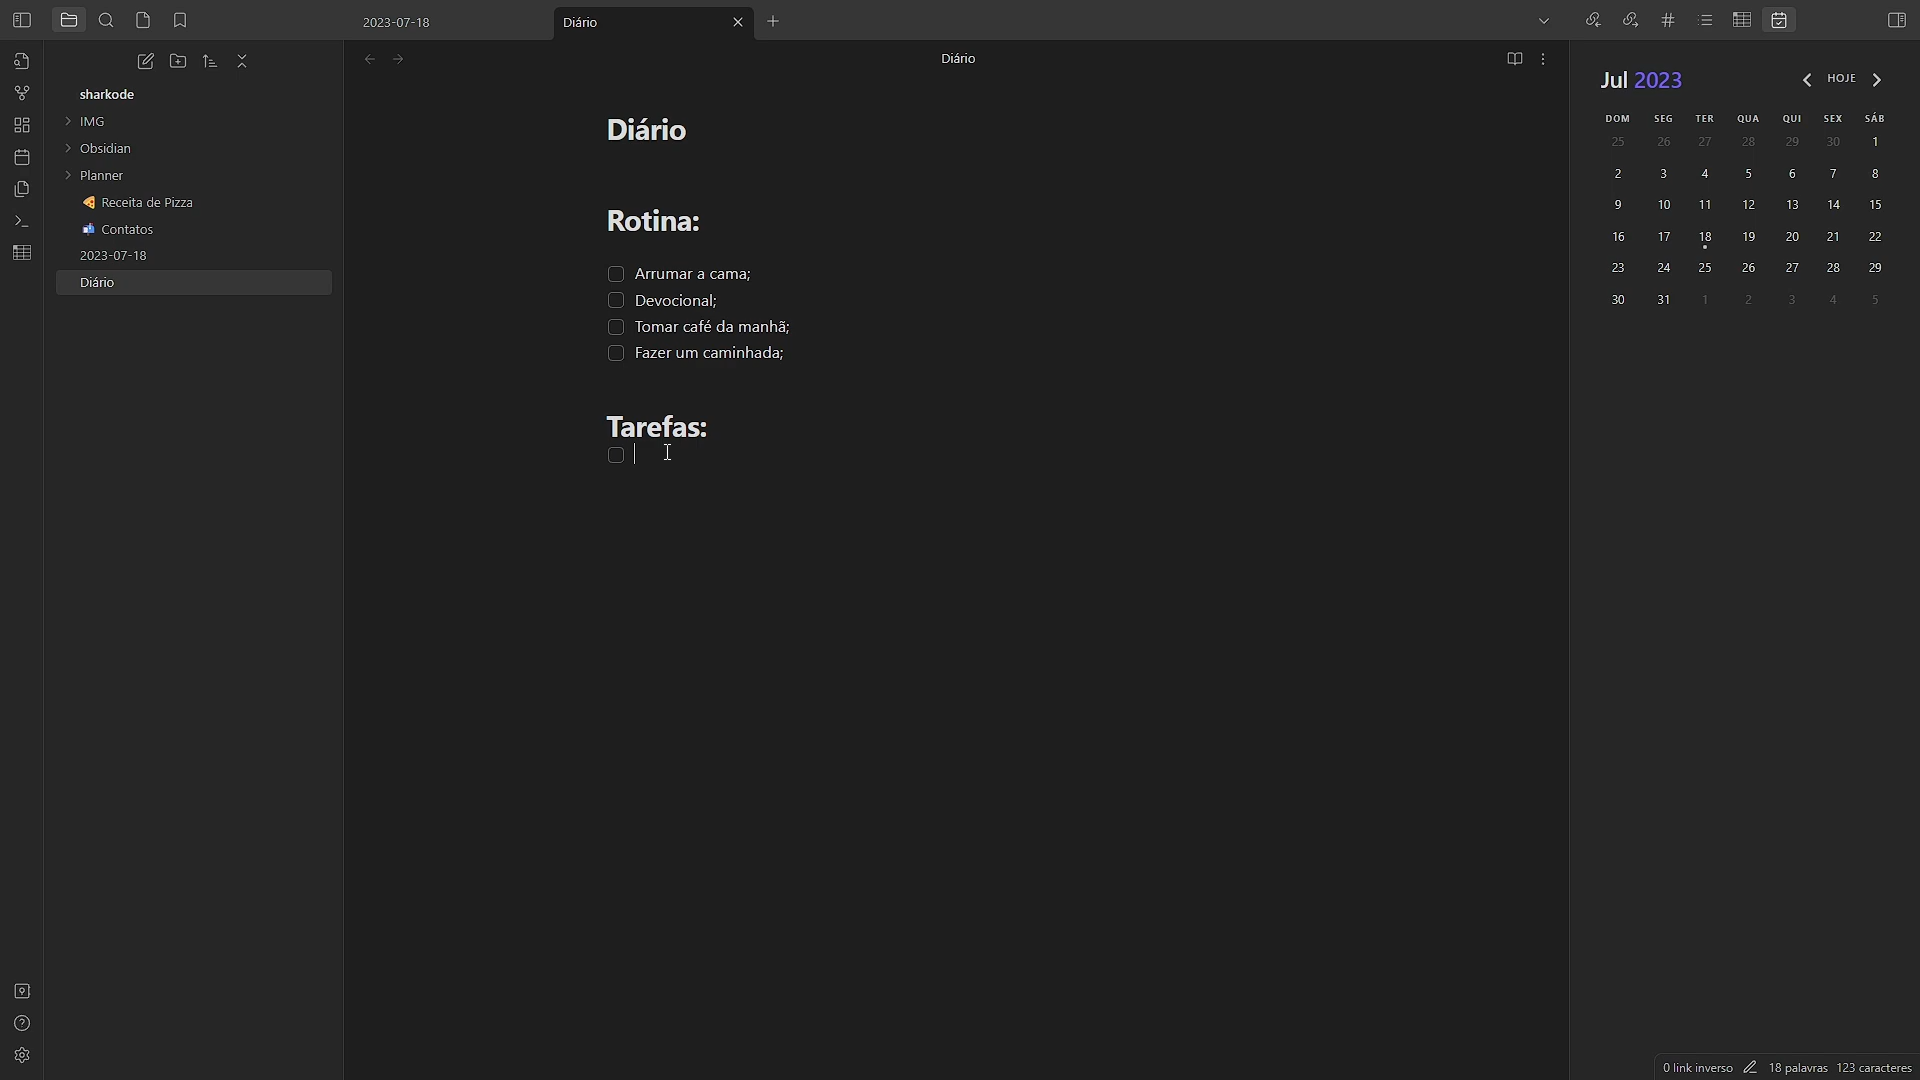 2023-07-18
Diário
sharkode
IMG
Obsidian
Planner
Receita de Pizza
Contatos
2023-07-18
Diário
Diário
Diário
Rotina:
Arrumar a cama;
Devocional;
Tomar café da manhã;
Fazer um caminhada;
Tarefas:
Jul 2023
HOJE
DOM SEG TER QUA QUI SEX SÁB
25 26 27 28 29 30 1
2 3 4 5 6 7 8
9 10 11 12 13 14 15
16 17 18 19 20 21 22
23 24 25 26 27 28 29
30 31 1 2 3 4 5
0 link inverso 18 palavras 123 caracteres